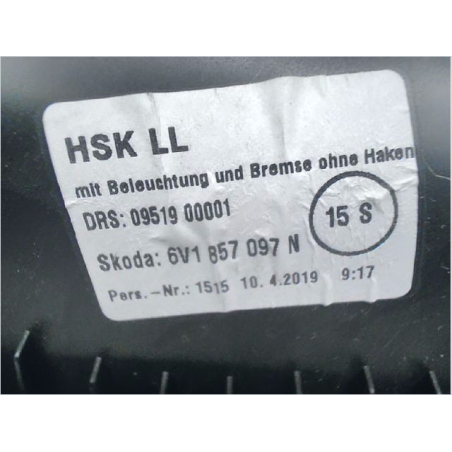 HSK LL
mit Beleuchtung und Bremse ohne Haken
DRS: 09519 00001
15 S
Skoda: 6V1 857 097 N
Pers.-Nr.: 1515 10.4.2019 9:17